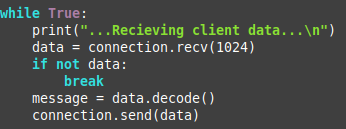 while True:
    print("...Recieving client data...\n")
    data = connection.recv(1024)
    if not data:
        break
    message = data.decode()
    connection.send(data)